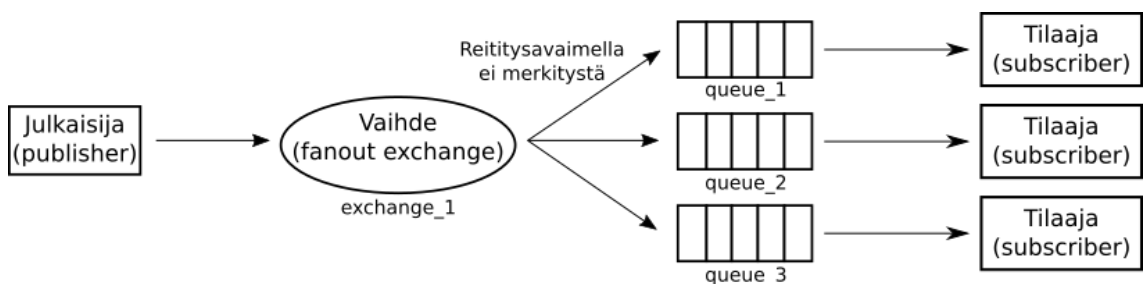 Julkaisija
(publisher)
Vaihde
(fanout exchange)
exchange_1
Reititysavaimella
ei merkitystä
queue_1
queue_2
queue_3
Tilaaja
(subscriber)
Tilaaja
(subscriber)
Tilaaja
(subscriber)